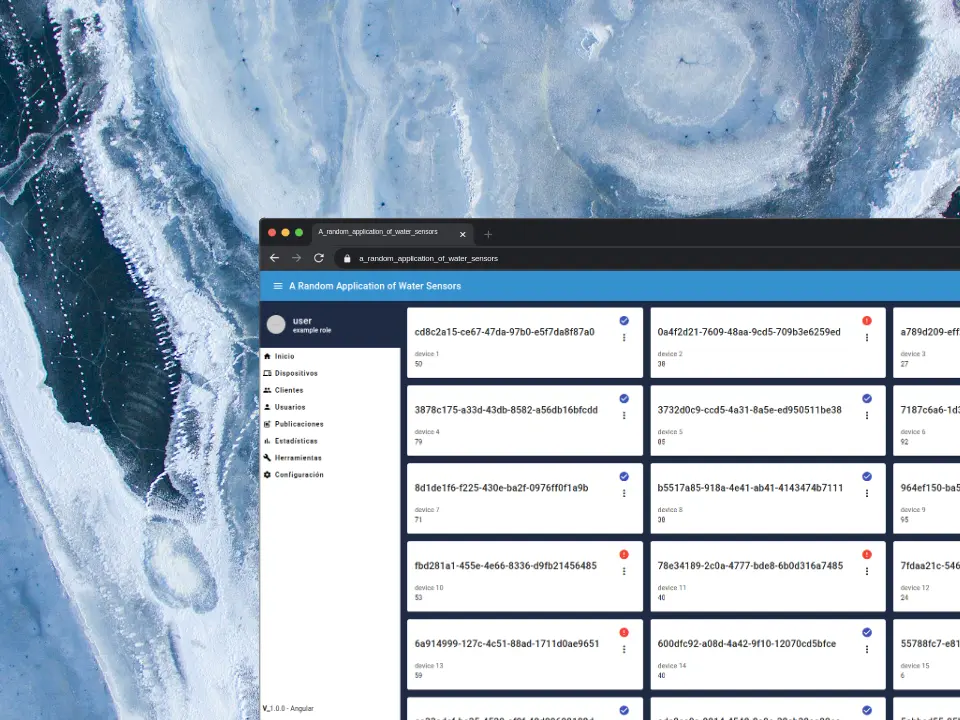 A_random_application_of_water_sensors
a_random_application_of_water_sensors
A Random Application of Water Sensors
user
example role
Inicio
Dispositivos
Clientes
Usuarios
Publicaciones
Estadísticas
Herramientas
Configuración
V_1.0.0 - Angular
cd8c2a15-ce67-47da-97b0-e5f7da8f87a0
device 1
50
0a4f2d21-7609-48aa-9cd5-709b3e6259ed
device 2
38
a789d209-eff
device 3
27
3878c175-a33d-43db-8582-a56db16bfcdd
device 4
79
3732d0c9-ccd5-4a31-8a5e-ed950511be38
device 5
85
7187c6a6-1d3
device 6
92
8d1de1f6-f225-430e-ba2f-0976ff0f1a9b
device 7
71
b5517a85-918a-4e41-ab41-4143474b7111
device 8
38
964ef150-ba5
device 9
95
fbd281a1-455e-4e66-8336-d9fb21456485
device 10
53
78e34189-2c0a-4777-bde8-6b0d316a7485
device 11
40
7fdaa21c-546
device 12
24
6a914999-127c-4c51-88ad-1711d0ae9651
device 13
59
600dfc92-a08d-4a42-9f10-12070cd5bfce
device 14
40
55788fc7-e81
device 15
6